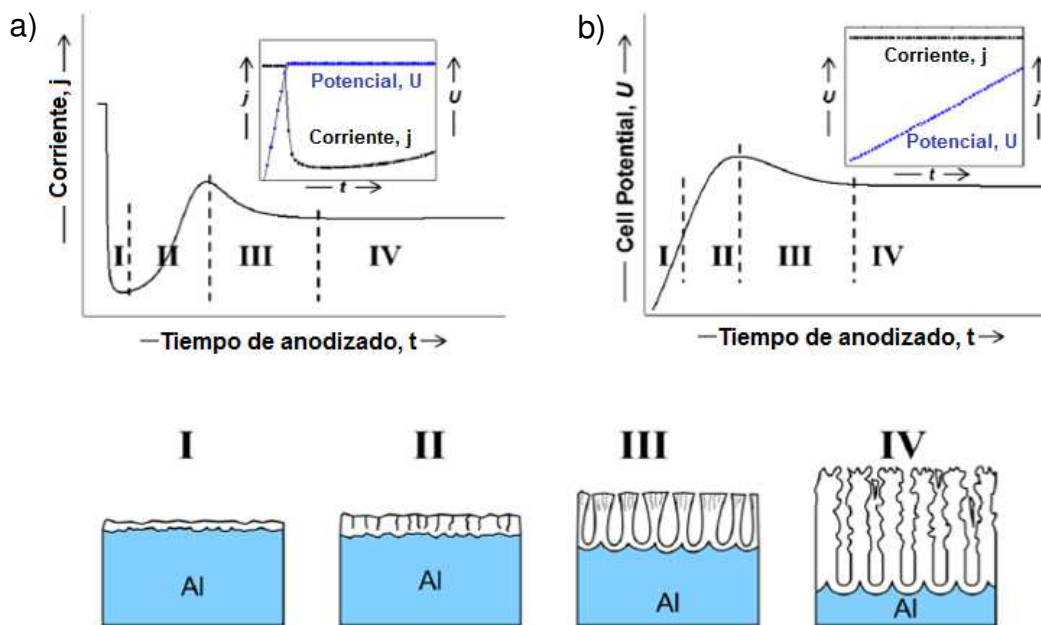 a)
Corriente, j
j
Potencial, U
Corriente, j
U
t
I II III IV
Tiempo de anodizado, t
b)
Cell Potential, U
U
Corriente, j
Potencial, U
j
t
I II III IV
Tiempo de anodizado, t
I II III IV
Al Al Al Al